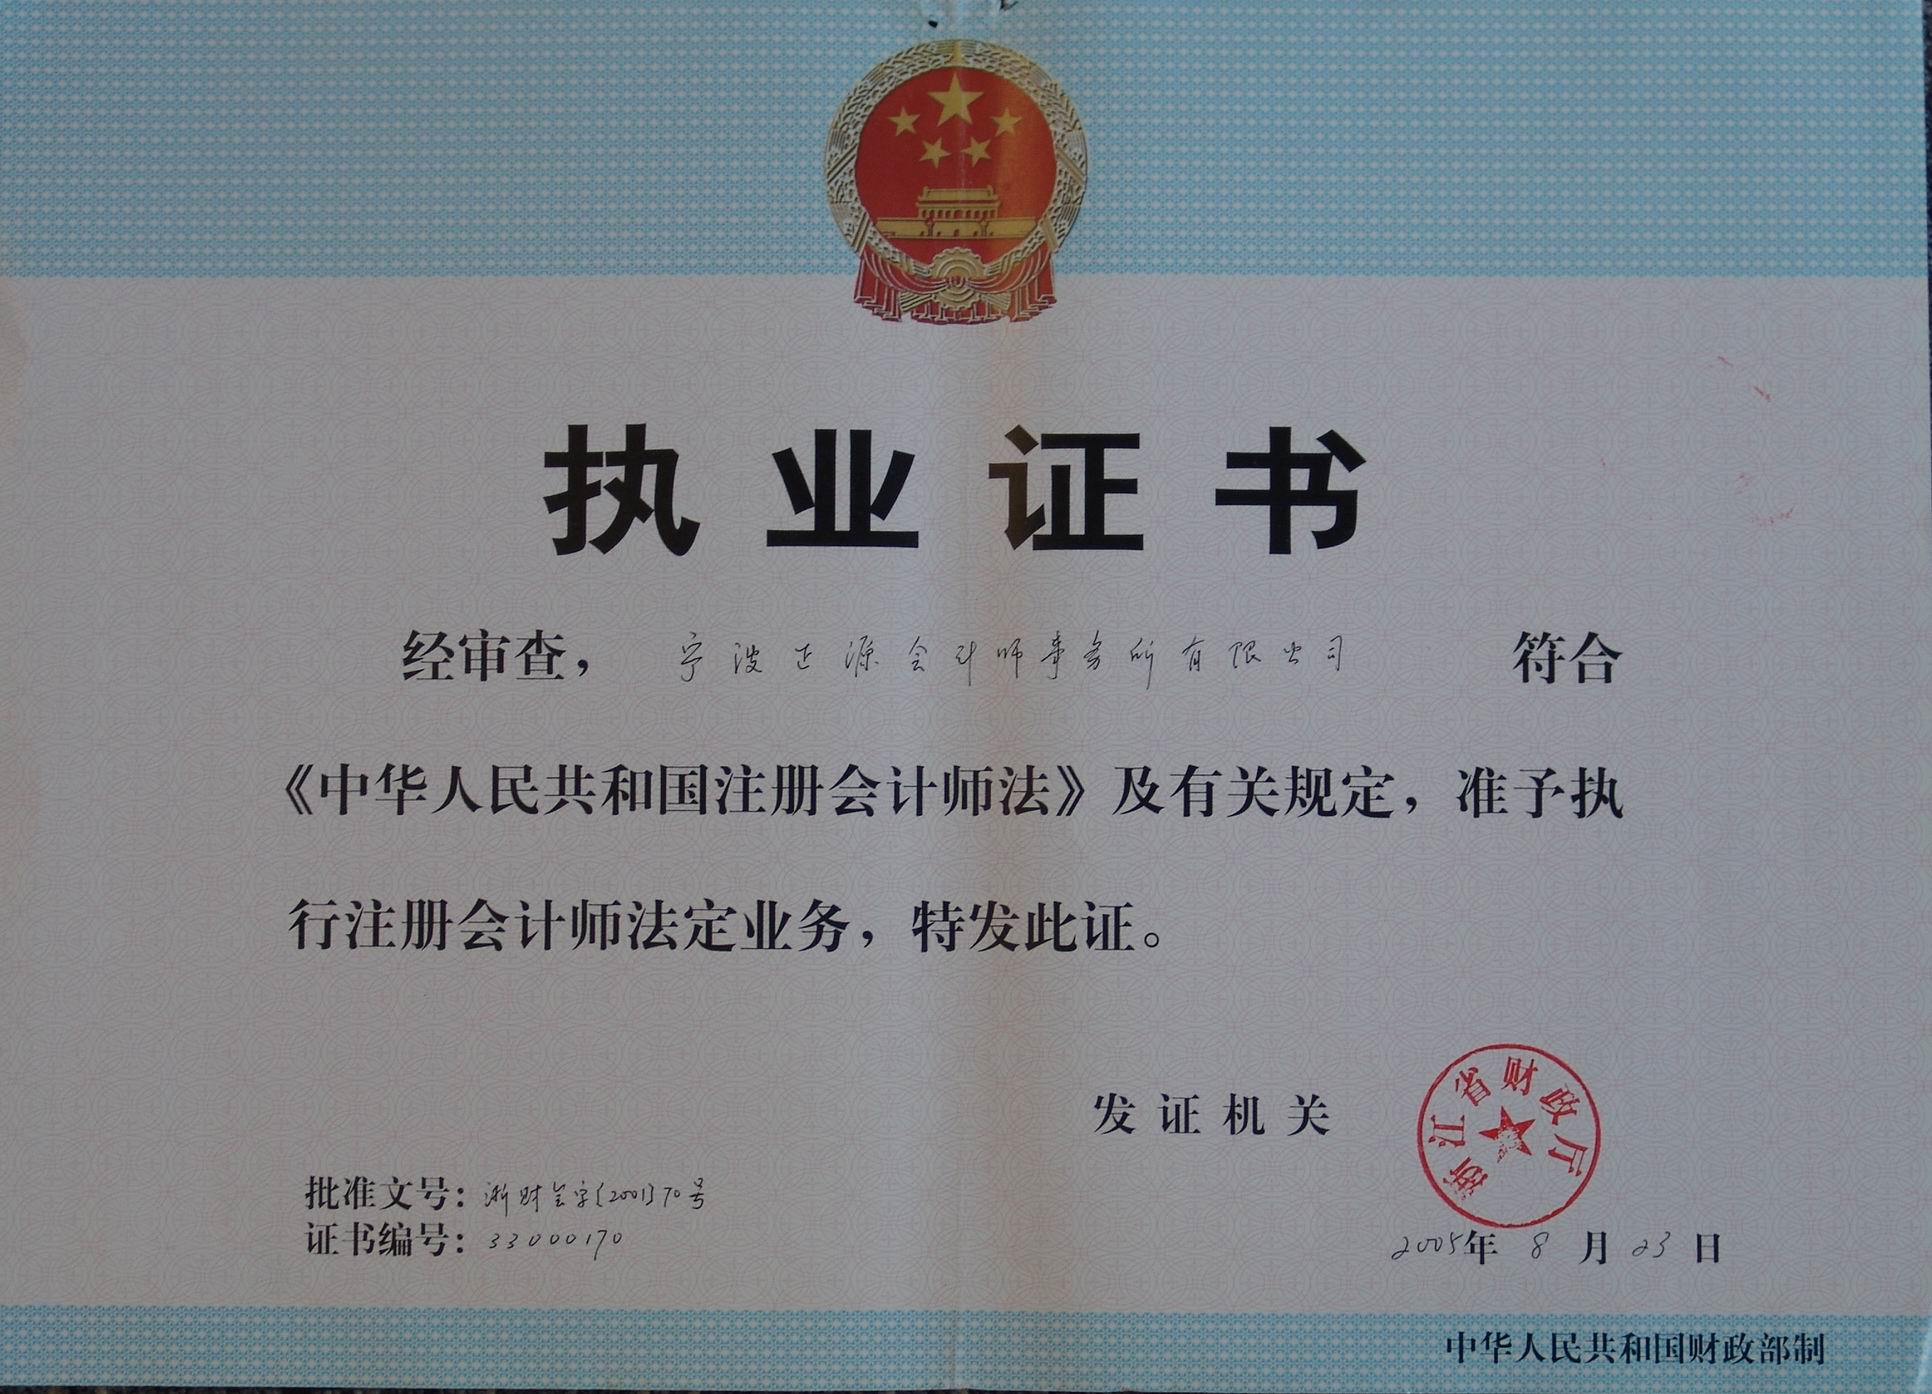 执业证书
经审查，宁波正源会计师事务所有限公司 符合
《中华人民共和国注册会计师法》及有关规定，准予执
行注册会计师法定业务，特发此证。
发证机关
浙江省财政厅
批准文号：浙财会字〔2001〕70号
证书编号：33000170
2005年 8 月 23 日
中华人民共和国财政部制